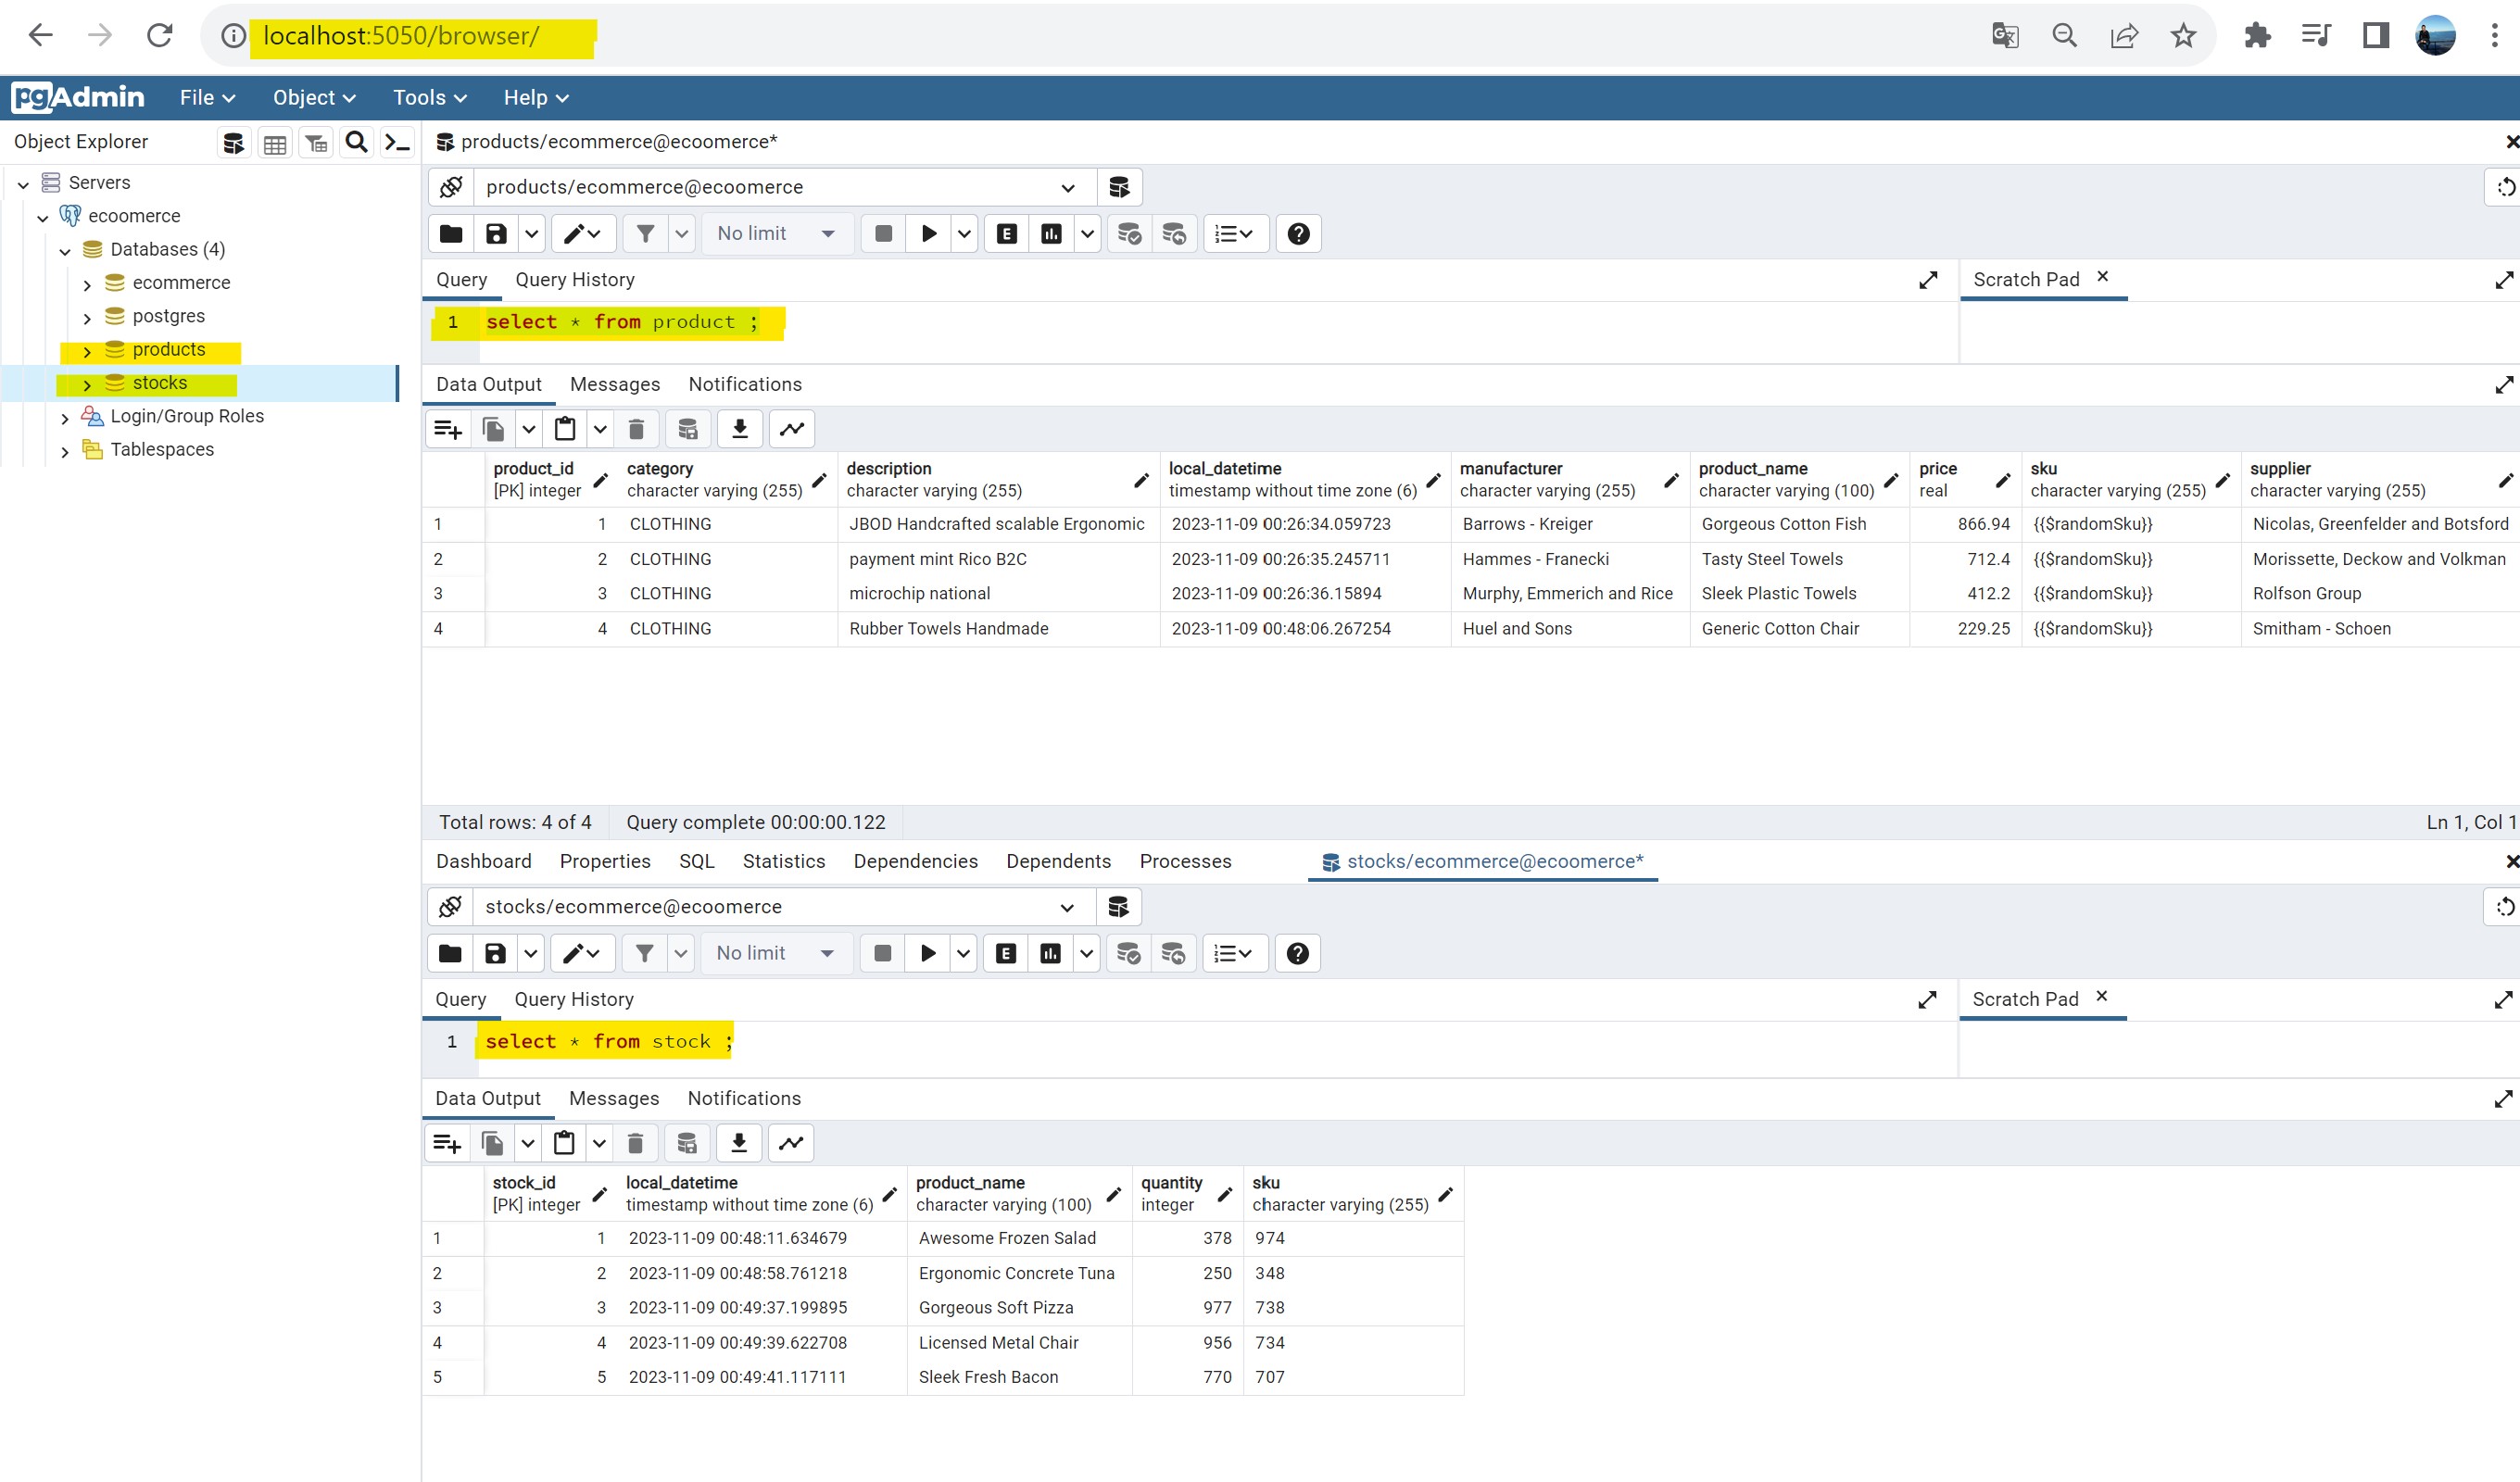 localhost:5050/browser/
pgAdmin File Object Tools Help
Object Explorer
Servers
ecoomerce
Databases (4)
ecommerce
postgres
products
stocks
Login/Group Roles
Tablespaces
products/ecommerce@ecoomerce*
products/ecommerce@ecoomerce
No limit E
Query Query History Scratch Pad
1 select * from product ;
Data Output Messages Notifications
product_id category description local_datetime manufacturer product_name price sku supplier
[PK] integer character varying (255) character varying (255) timestamp without time zone (6) character varying (255) character varying (100) real character varying (255) character varying (255)
1 1 CLOTHING JBOD Handcrafted scalable Ergonomic 2023-11-09 00:26:34.059723 Barrows - Kreiger Gorgeous Cotton Fish 866.94 {{$randomSku}} Nicolas, Greenfelder and Botsford
2 2 CLOTHING payment mint Rico B2C 2023-11-09 00:26:35.245711 Hammes - Franecki Tasty Steel Towels 712.4 {{$randomSku}} Morissette, Deckow and Volkman
3 3 CLOTHING microchip national 2023-11-09 00:26:36.15894 Murphy, Emmerich and Rice Sleek Plastic Towels 412.2 {{$randomSku}} Rolfson Group
4 4 CLOTHING Rubber Towels Handmade 2023-11-09 00:48:06.267254 Huel and Sons Generic Cotton Chair 229.25 {{$randomSku}} Smitham - Schoen
Total rows: 4 of 4 Query complete 00:00:00.122 Ln 1, Col 1
Dashboard Properties SQL Statistics Dependencies Dependents Processes stocks/ecommerce@ecoomerce*
stocks/ecommerce@ecoomerce
No limit E
Query Query History Scratch Pad
1 select * from stock ;
Data Output Messages Notifications
stock_id local_datetime product_name quantity sku
[PK] integer timestamp without time zone (6) character varying (100) integer character varying (255)
1 1 2023-11-09 00:48:11.634679 Awesome Frozen Salad 378 974
2 2 2023-11-09 00:48:58.761218 Ergonomic Concrete Tuna 250 348
3 3 2023-11-09 00:49:37.199895 Gorgeous Soft Pizza 977 738
4 4 2023-11-09 00:49:39.622708 Licensed Metal Chair 956 734
5 5 2023-11-09 00:49:41.117111 Sleek Fresh Bacon 770 707